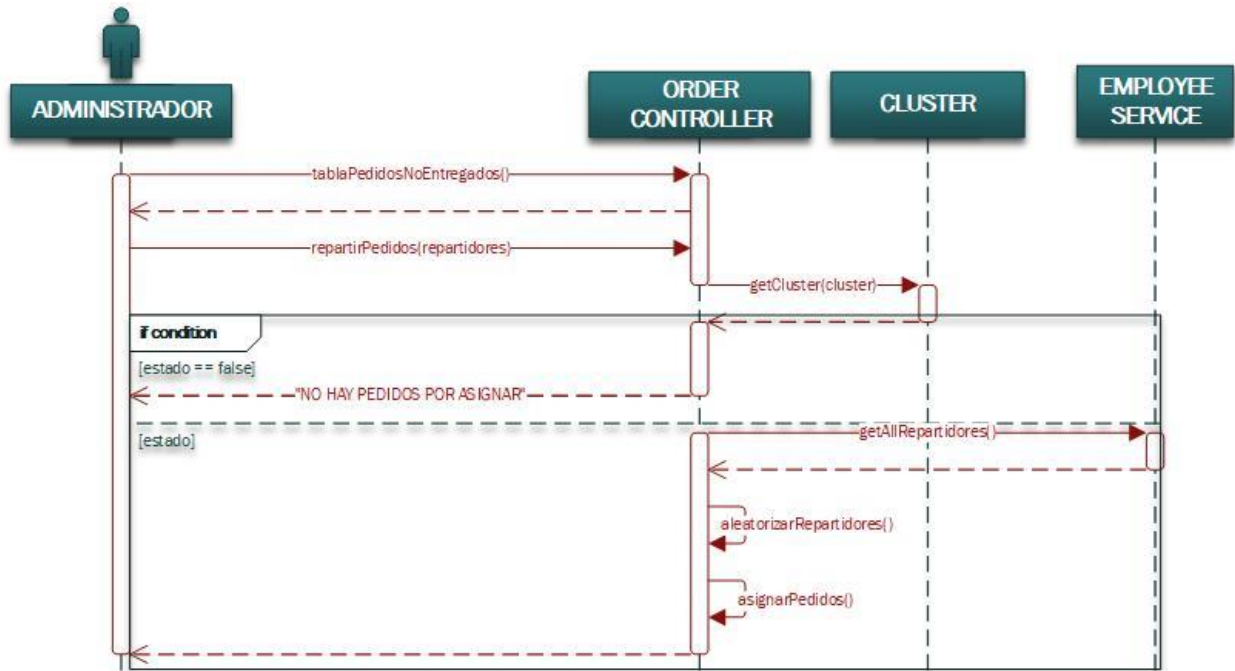 ADMINISTRADOR
ORDER
CONTROLLER
CLUSTER
EMPLOYEE
SERVICE
tablaPedidosNoEntregados()
repartirPedidos(repartidores)
getCluster(cluster)
if condition
[estado == false]
"NO HAY PEDIDOS POR ASIGNAR"
[estado]
getAllRepartidores()
aleatorizarRepartidores()
asignarPedidos()